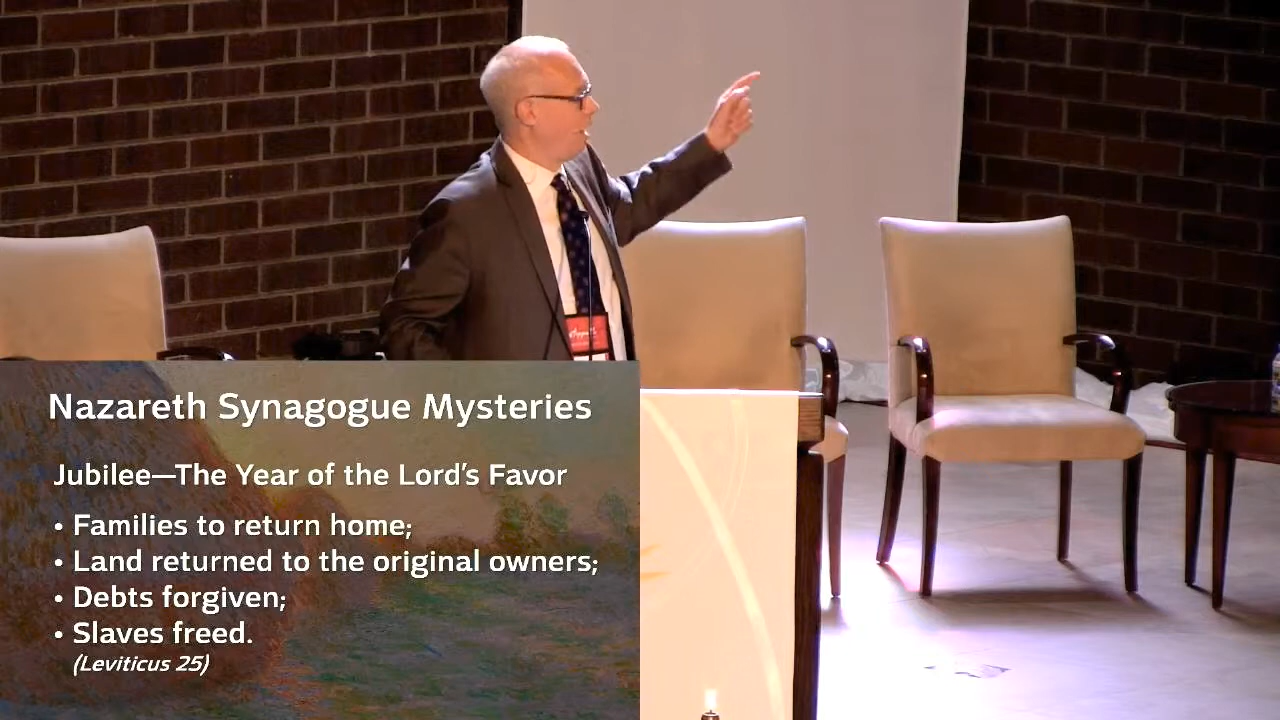 Nazareth Synagogue Mysteries
Jubilee—The Year of the Lord's Favor
• Families to return home;
• Land returned to the original owners;
• Debts forgiven;
• Slaves freed.
(Leviticus 25)